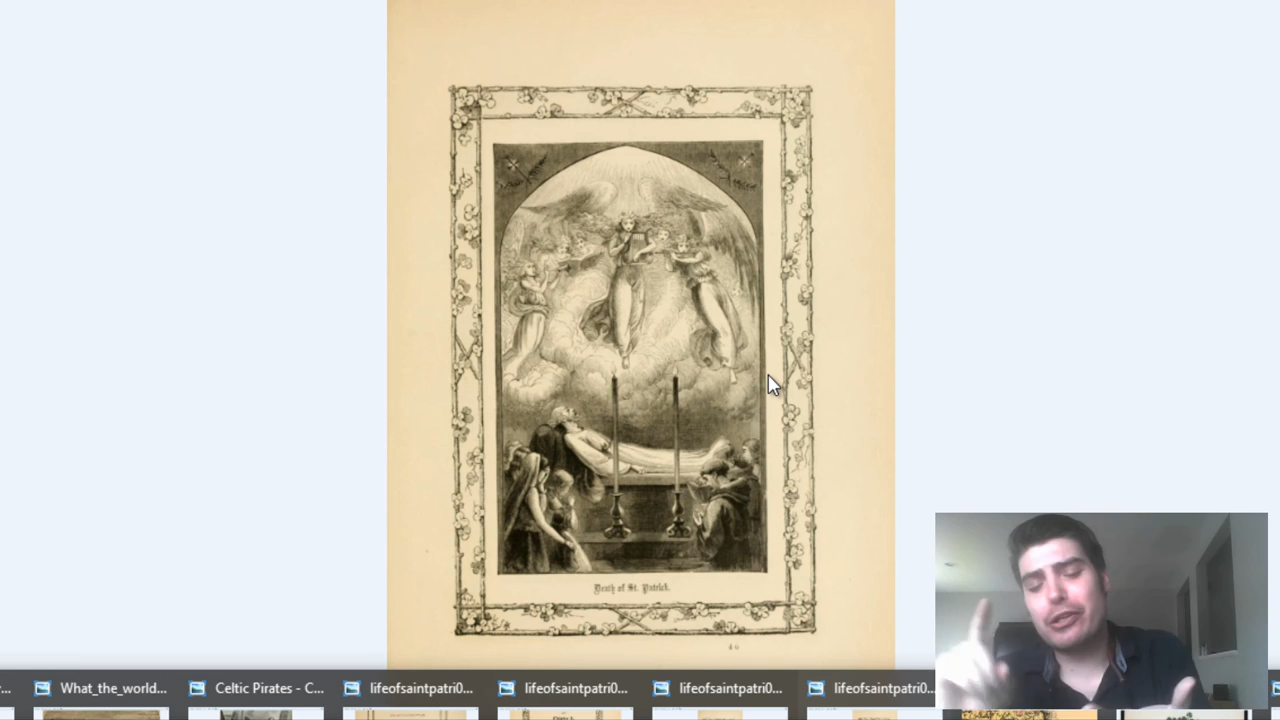 Death of St. Patrick.
What_the_world...
Celtic Pirates - C...
lifeofsaintpatri0...
lifeofsaintpatri0...
lifeofsaintpatri0...
lifeofsaintpatri0...